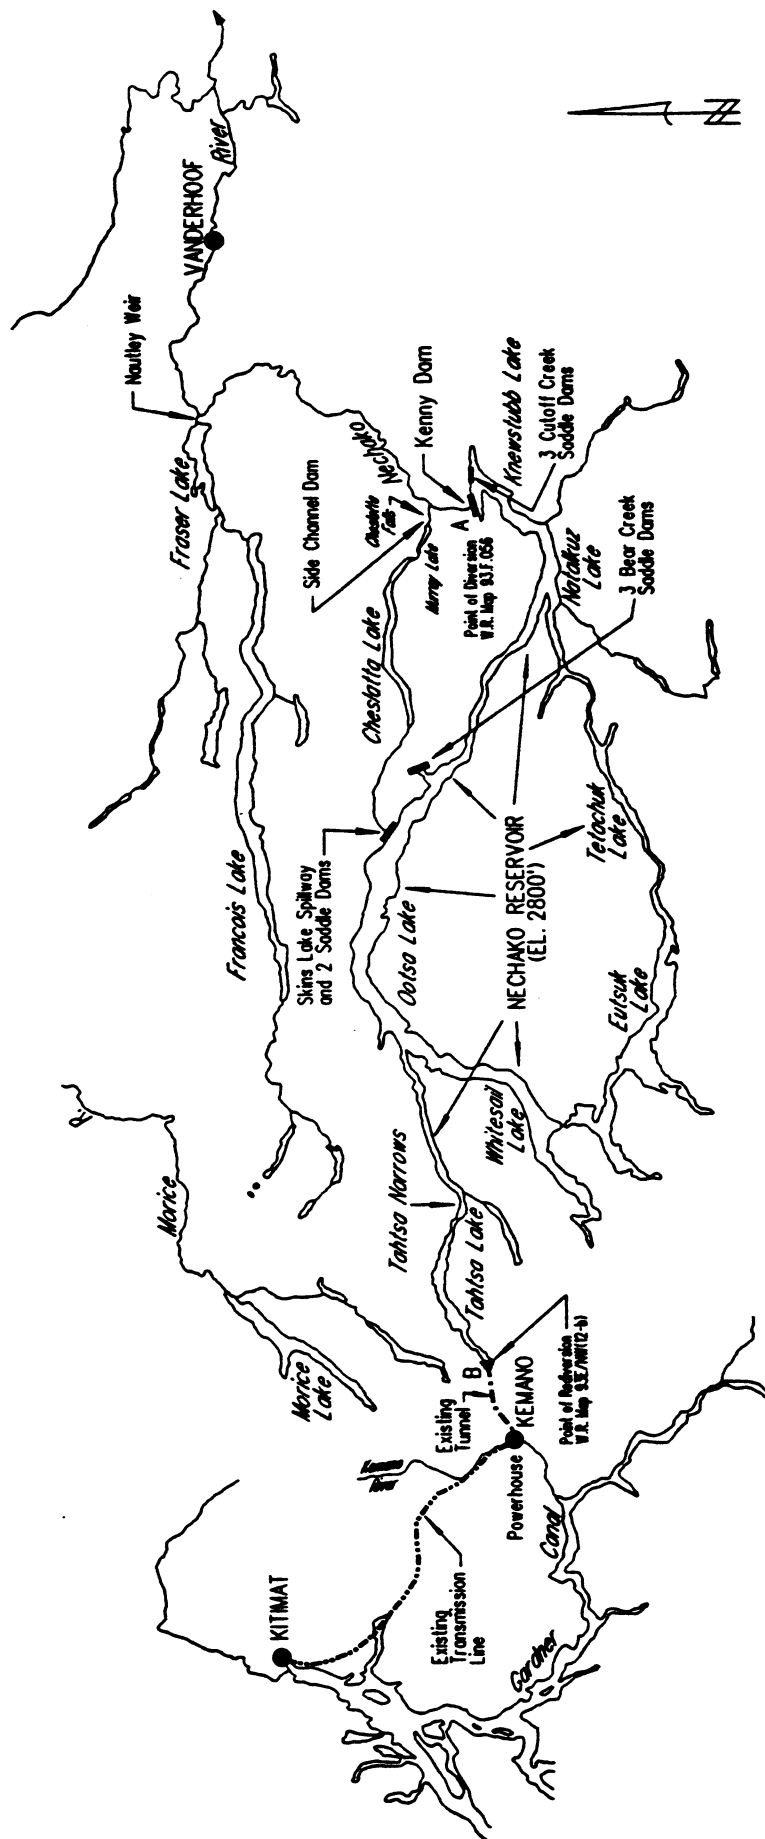 KITIMAT
Existing
Transmission
Line
Gardner
Canal
Powerhouse
KEMANO
Kemano
River
Existing
Tunnel
B
Point of Rediversion
Morice
Lake
Morice
Tahtsa Narrows
Tahtsa Lake
Whitesail
Lake
Eutsuk
Lake
Tetachuk
Lake
NECHAKO RESERVOIR
(EL. 2800')
Ootsa Lake
Skins Lake Spillway
and 2 Saddle Dams
Francois Lake
Cheslatta Lake
Murray Lake
Cheslatta
Falls
Side Channel Dam
Fraser Lake
Nautley Weir
Nechako
River
VANDERHOOF
Kenny Dam
A
Point of Diversion
W.R. Map 93F.056
Knewstubb Lake
3 Cutoff Creek
Saddle Dams
Natalkuz
Lake
3 Bear Creek
Saddle Dams
N